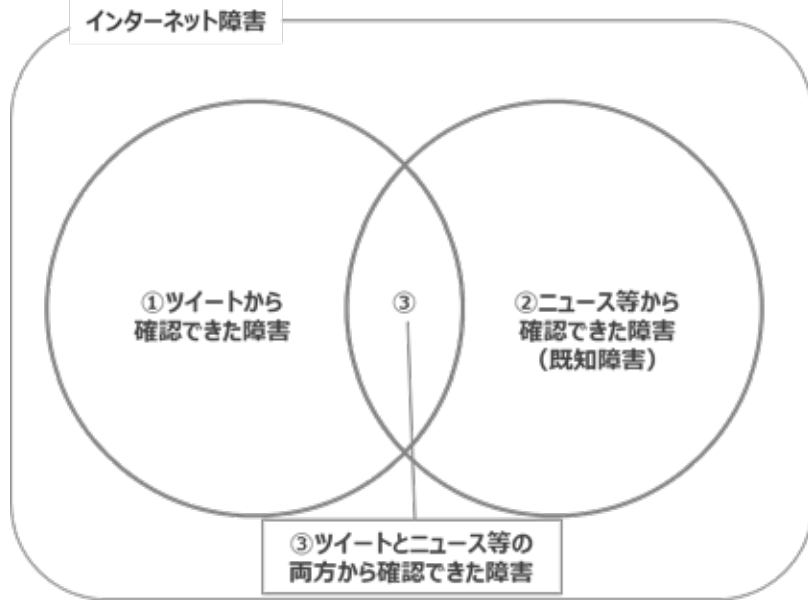 インターネット障害
①ツイートから
確認できた障害
③
②ニュース等から
確認できた障害
（既知障害）
③ツイートとニュース等の
両方から確認できた障害